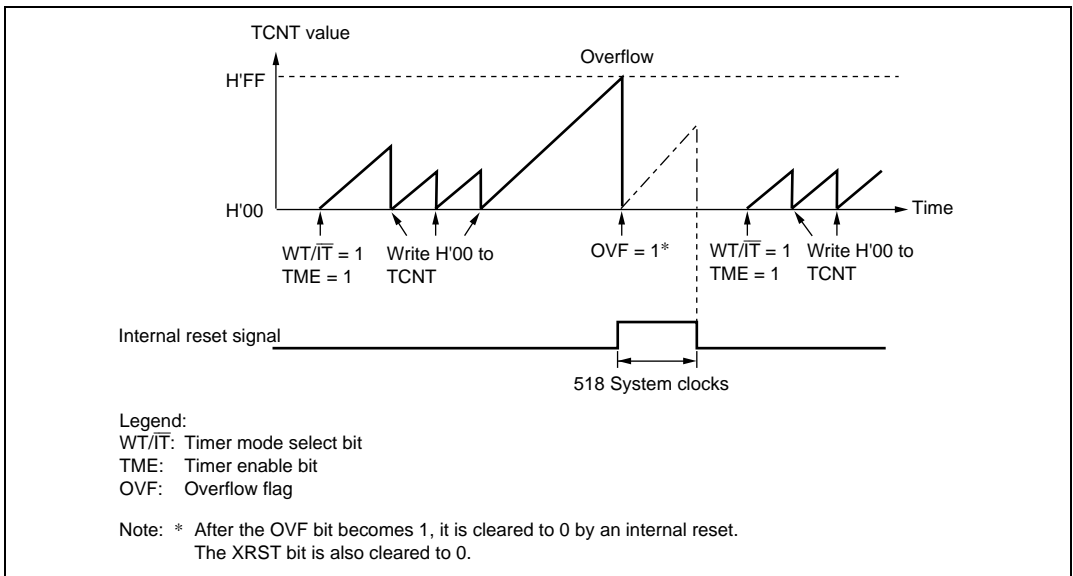 TCNT value
Overflow
H'FF
H'00
Time
WT/IT = 1
TME = 1
Write H'00 to
TCNT
OVF = 1*
WT/IT = 1
TME = 1
Write H'00 to
TCNT
Internal reset signal
518 System clocks
Legend:
WT/IT: Timer mode select bit
TME: Timer enable bit
OVF: Overflow flag
Note: * After the OVF bit becomes 1, it is cleared to 0 by an internal reset.
The XRST bit is also cleared to 0.